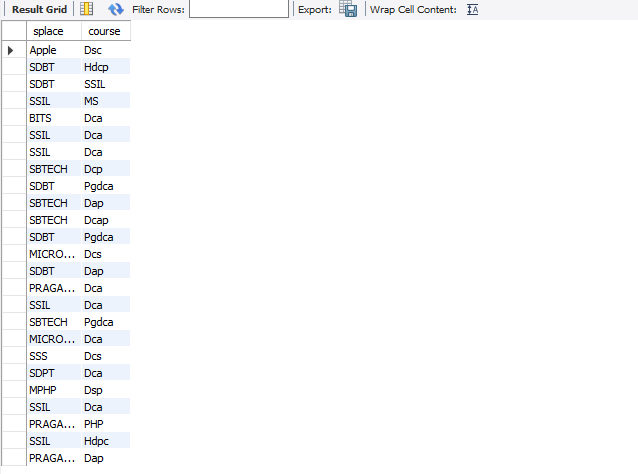 Result Grid Filter Rows: Export: Wrap Cell Content:
splace course
Apple Dsc
SDBT Hdcp
SDBT SSIL
SSIL MS
BITS Dca
SSIL Dca
SSIL Dca
SBTECH Dcp
SDBT Pgdca
SBTECH Dap
SBTECH Dcap
SDBT Pgdca
MICRO... Dcs
SDBT Dap
PRAGA... Dca
SSIL Dca
SBTECH Pgdca
MICRO... Dca
SSS Dcs
SDPT Dca
MPHP Dsp
SSIL Dca
PRAGA... PHP
SSIL Hdpc
PRAGA... Dap